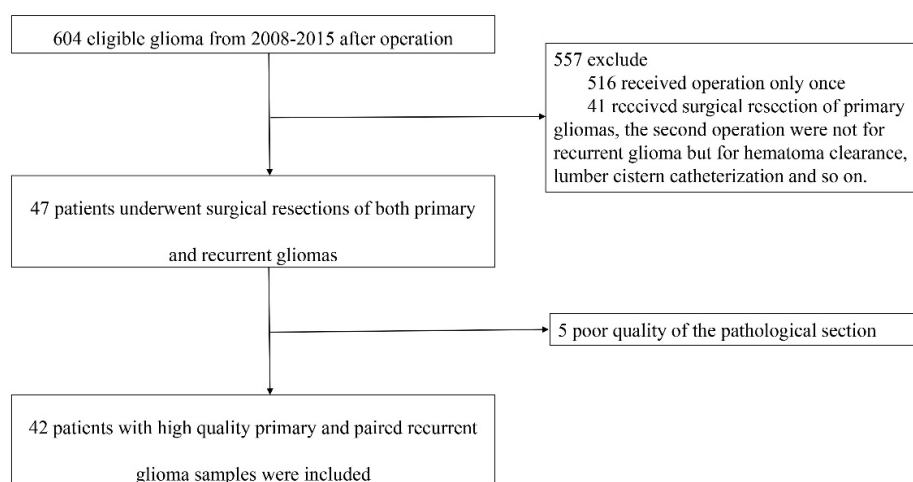 604 eligible glioma from 2008-2015 after operation
557 exclude
516 received operation only once
41 received surgical resection of primary
gliomas, the second operation were not for
recurrent glioma but for hematoma clearance,
lumber cistern catheterization and so on.
47 patients underwent surgical resections of both primary
and recurrent gliomas
5 poor quality of the pathological section
42 patients with high quality primary and paired recurrent
glioma samples were included